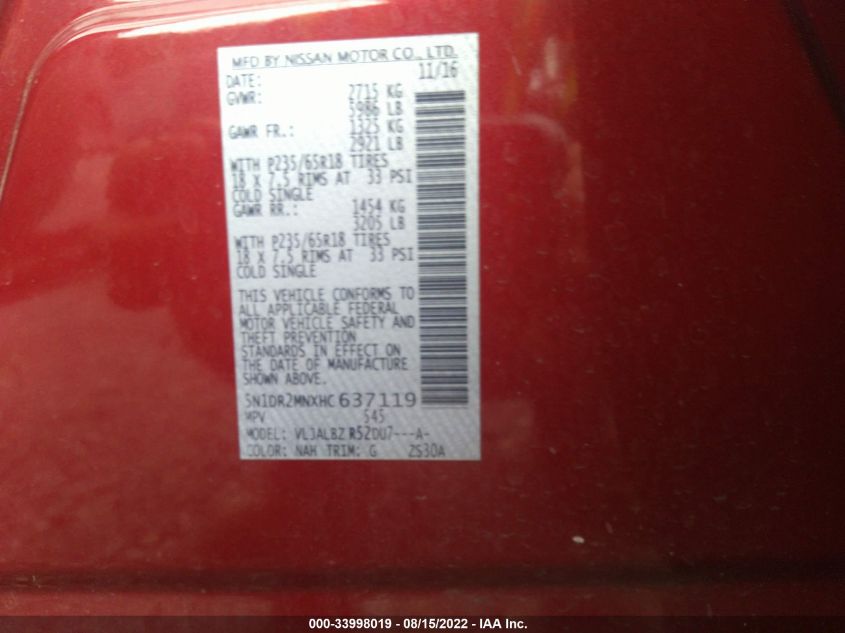 MFD BY NISSAN MOTOR CO., LTD.
DATE: 11/16
GVWR: 2715 KG
5986 LB
GAWR FR.: 1325 KG
2921 LB
WITH P235/65R18 TIRES
18 X 7.5 RIMS AT 33 PSI
COLD SINGLE
GAWR RR.: 1454 KG
3205 LB
WITH P235/65R18 TIRES
18 X 7.5 RIMS AT 33 PSI
COLD SINGLE
THIS VEHICLE CONFORMS TO
ALL APPLICABLE FEDERAL
MOTOR VEHICLE SAFETY AND
THEFT PREVENTION
STANDARDS IN EFFECT ON
THE DATE OF MANUFACTURE
SHOWN ABOVE.
5N1DR2MNXHC637119
MPV 545
MODEL: VL3ALBZ R52DU7---A-
COLOR: NAH TRIM: G ZS30A
000-33998019 - 08/15/2022 - IAA Inc.